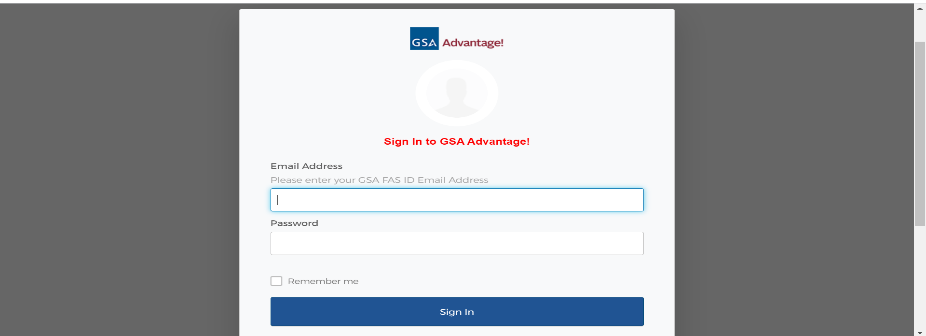 GSA Advantage!
Sign In to GSA Advantage!
Email Address
Please enter your GSA FAS ID Email Address
Password
Remember me
Sign In